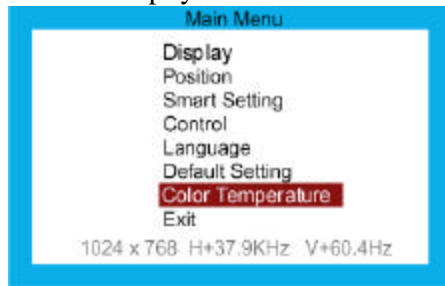 Main Menu
Display
Position
Smart Setting
Control
Language
Default Setting
Color Temperature
Exit
1024 x 768 H+37.9KHz V+60.4Hz